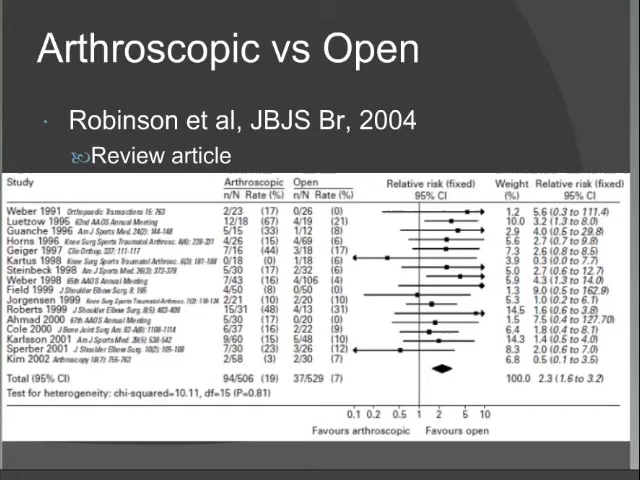 Arthroscopic vs Open
Robinson et al, JBJS Br, 2004
Review article
Study Arthroscopic Open Relative risk (fixed) Weight Relative risk (fixed)
n/N Rate (%) n/N Rate (%) 95% CI (%) 95% CI
Weber 1991 Orthopaedic Transactions 15: 763 2/23 (17) 0/26 (0) 1.2 5.6 (0.3 to 111.4)
Luetzow 1995 62nd AAOS Annual Meeting 12/18 (67) 4/19 (21) 10.0 3.2 (1.3 to 8.0)
Guanche 1996 Am J Sports Med. 24(2): 144-148 5/15 (33) 1/12 (8) 2.9 4.0 (0.5 to 29.8)
Horns 1996 Knee Surg Sports Traumatol Arthrosc. 4(4): 228-231 4/26 (15) 4/69 (6) 5.6 2.7 (0.7 to 9.8)
Geiger 1997 Clin Orthop. 337: 111-117 7/16 (44) 3/18 (17) 7.3 2.6 (0.8 to 8.5)
Kartus 1998 Knee Surg Sports Traumatol Arthrosc. 6(3): 181-188 0/18 (0) 1/18 (6) 3.9 0.3 (0.0 to 7.7)
Steinbeck 1998 Am J Sports Med. 26(3): 373-378 5/30 (17) 2/32 (6) 5.0 2.7 (0.6 to 12.7)
Weber 1998 65th AAOS Annual Meeting 7/43 (16) 4/106 (4) 5.9 4.3 (1.3 to 14.0)
Field 1999 J Shoulder Elbow Surg. 8: 195 4/50 (8) 0/50 (0) 1.3 9.0 (0.5 to 162.9)
Jorgensen 1999 Knee Surg Sports Traumatol Arthrosc. 7(2): 118-124 2/21 (10) 2/20 (10) 5.3 1.0 (0.2 to 6.1)
Roberts 1999 J Shoulder Elbow Surg. 8(5): 403-409 15/31 (48) 4/13 (31) 14.5 1.6 (0.6 to 3.8)
Ahmad 2000 67th AAOS Annual Meeting 5/30 (17) 0/20 (0) 1.5 7.5 (0.4 to 127.70)
Cole 2000 J Bone Joint Surg Am. 82-A(8): 1108-1114 6/37 (16) 2/22 (9) 6.4 1.8 (0.4 to 8.1)
Karlsson 2001 Am J Sports Med. 29(5): 538-542 9/60 (15) 5/48 (10) 14.3 1.4 (0.5 to 4.0)
Sperber 2001 J Shoulder Elbow Surg. 10(2): 105-108 7/30 (23) 3/26 (12) 8.3 2.0 (0.6 to 7.0)
Kim 2002 Arthroscopy 18(7): 755-763 2/58 (3) 2/30 (7) 6.8 0.5 (0.1 to 3.5)
Total (95% CI) 94/506 (19) 37/529 (7) 100.0 2.3 (1.6 to 3.2)
Test for heterogeneity: chi-squared=10.11, df=15 (P=0.81)
0.1 0.2 0.5 1 2 5 10
Favours arthroscopic Favours open